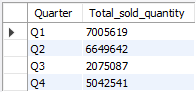 Quarter Total_sold_quantity
Q1 7005619
Q2 6649642
Q3 2075087
Q4 5042541